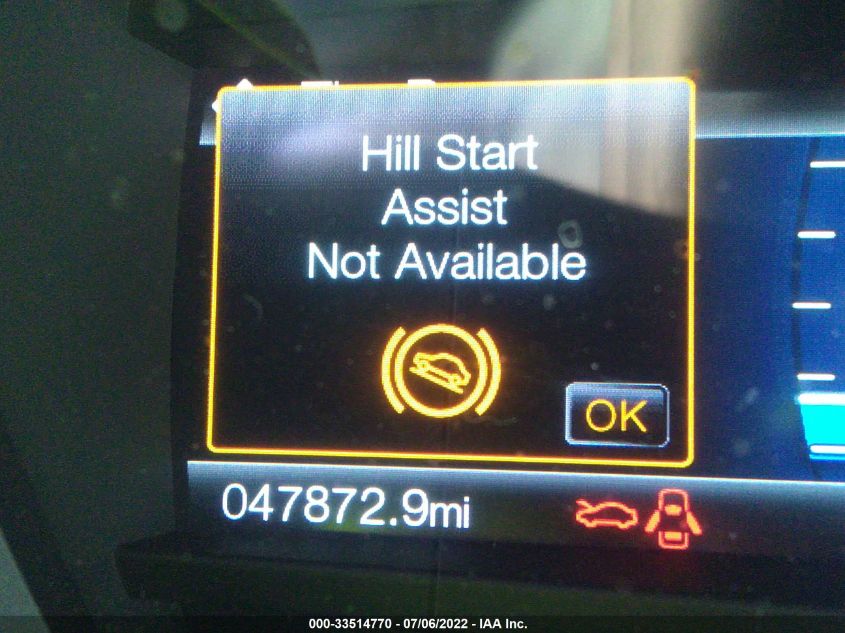 Hill Start
Assist
Not Available
OK
047872.9mi
000-33514770 - 07/06/2022 - IAA Inc.